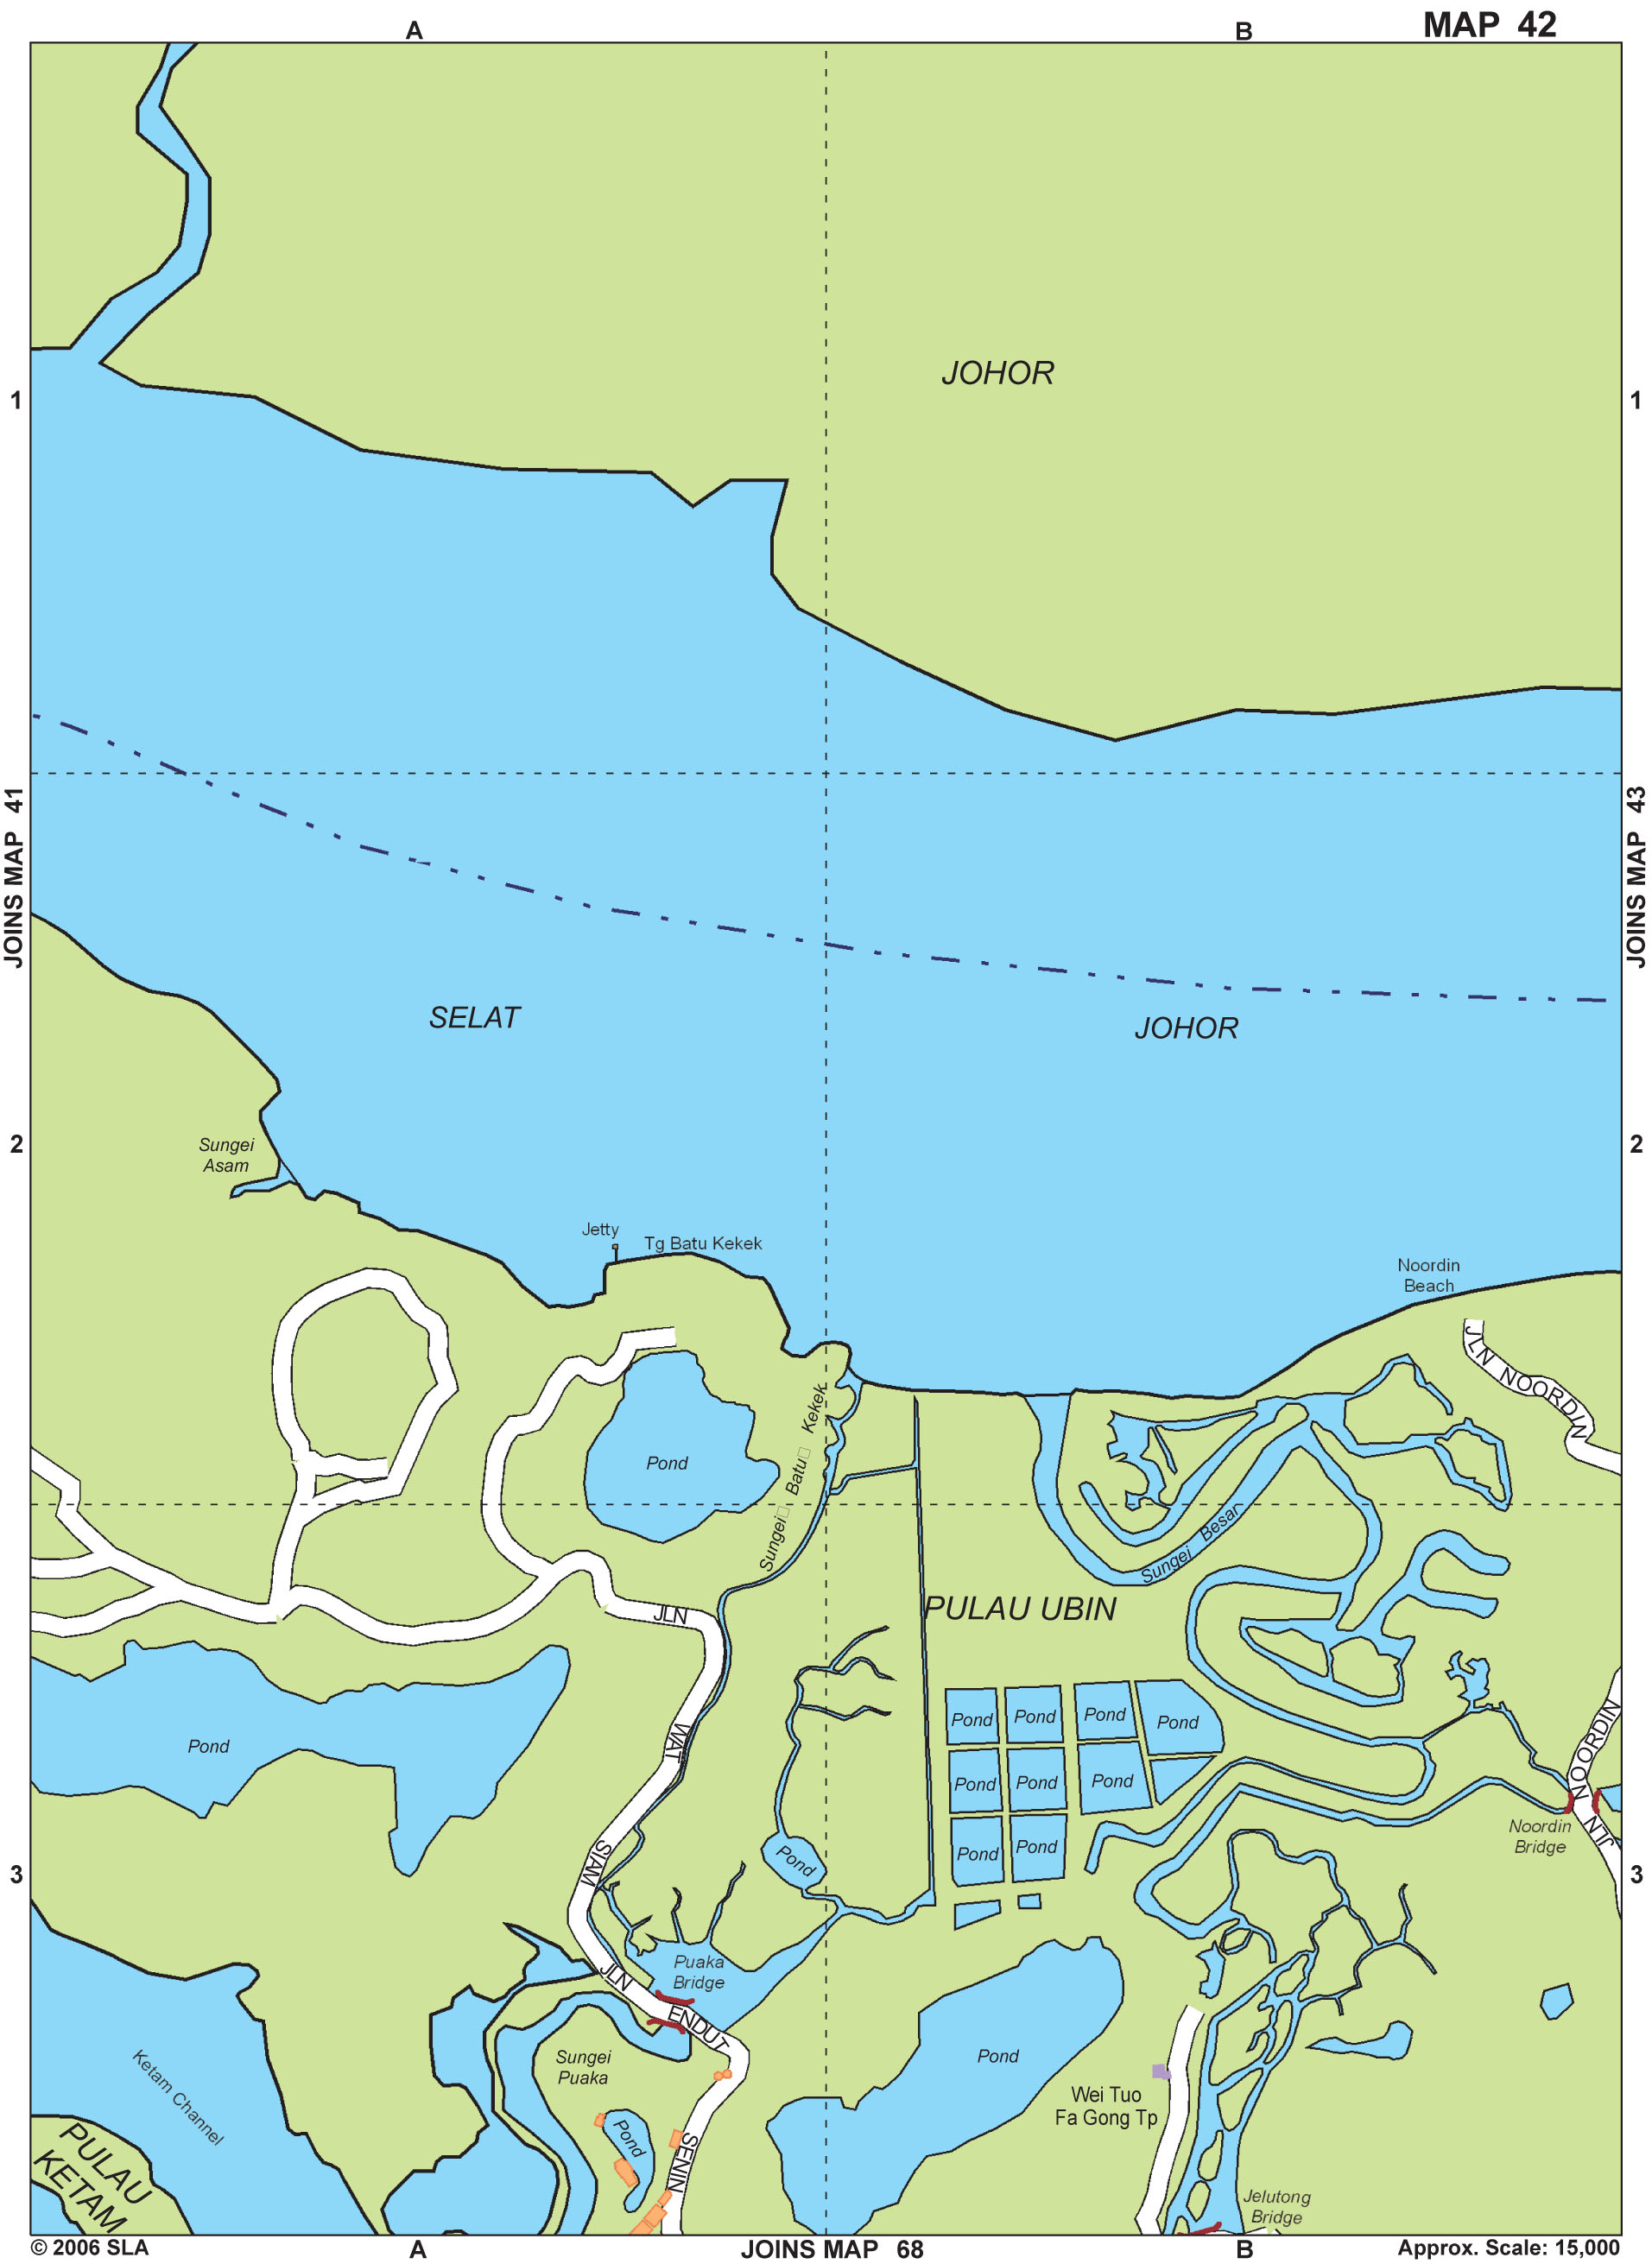 MAP 42
A
B
JOHOR
1
1
JOINS MAP 41
JOINS MAP 43
SELAT
JOHOR
2
2
Sungei
Asam
Jetty
Tg Batu Kekek
Noordin
Beach
JLN NOORDIN
Pond
Sungei Batu Kekek
Sungei Besar
JLN
PULAU UBIN
WAT
Pond
Pond
Pond
Pond
Pond
JLN NOORDIN
Pond
Pond
Pond
Noordin
Bridge
SIAM
Pond
Pond
Pond
3
3
Puaka
Bridge
JLN
ENDUT
Sungei
Puaka
Pond
Ketam Channel
Wei Tuo
Fa Gong Tp
Pond
SENIN
PULAU
KETAM
Jelutong
Bridge
© 2006 SLA
A
JOINS MAP 68
B
Approx. Scale: 15,000